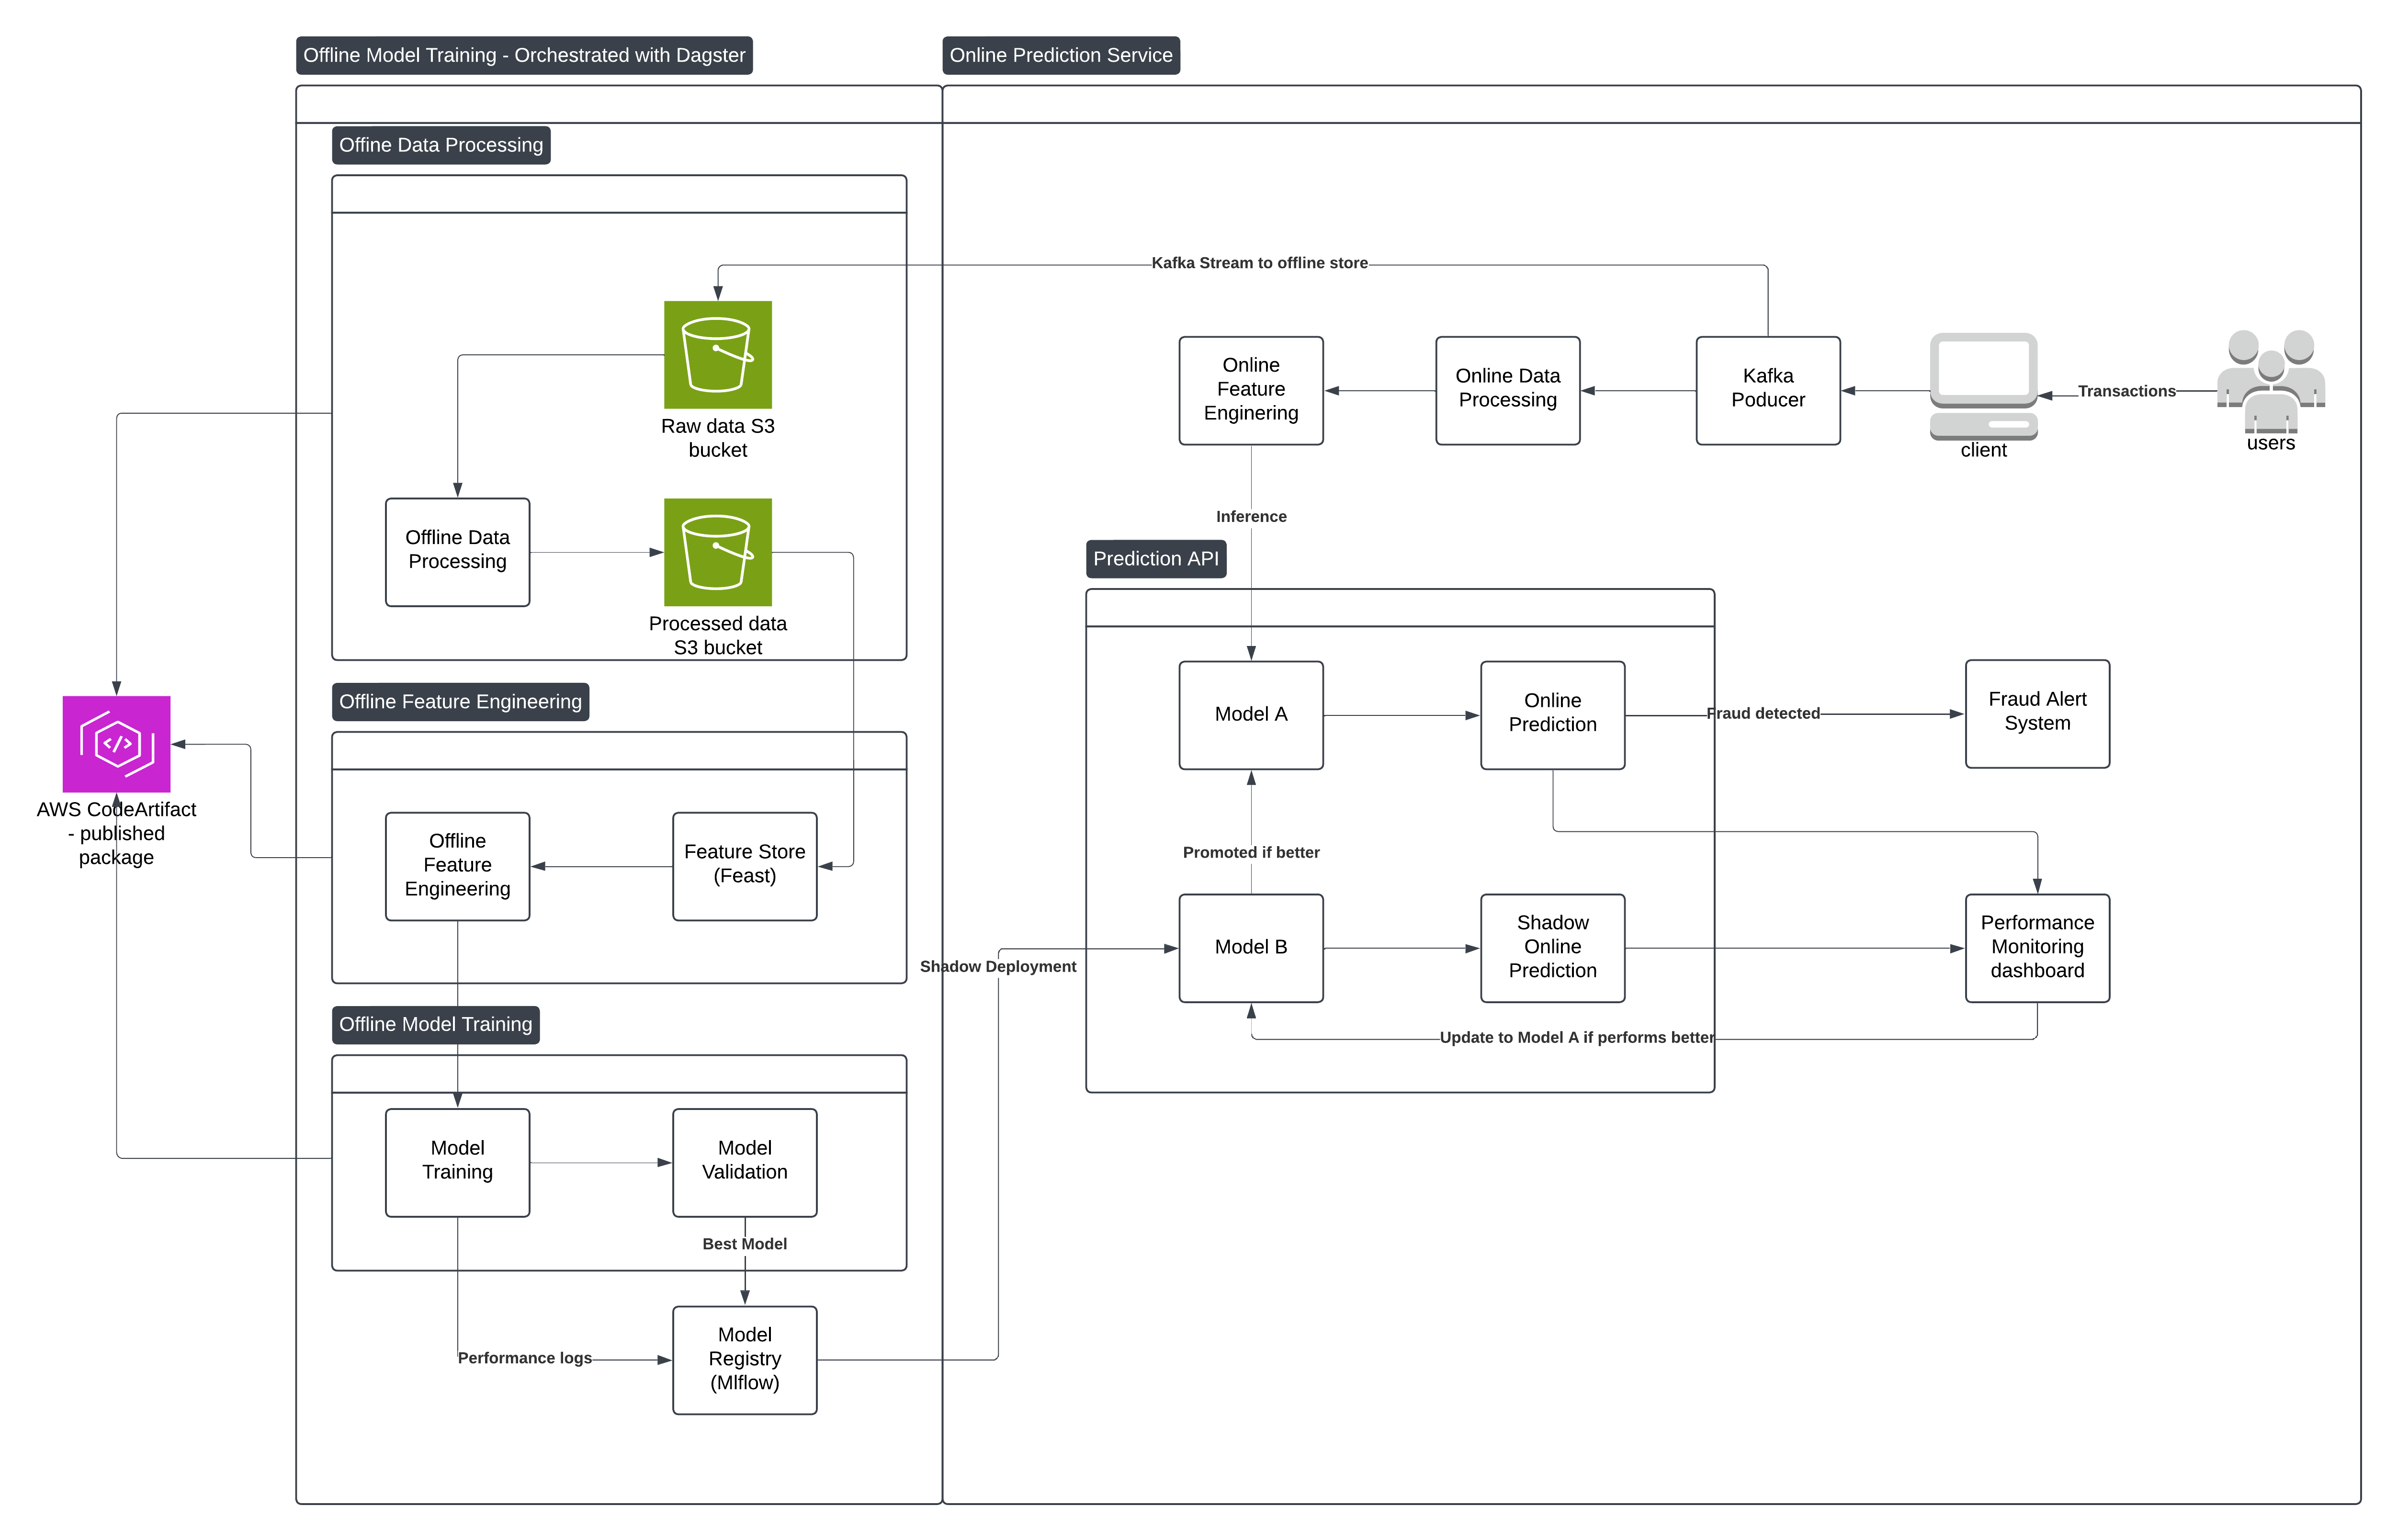 Offline Model Training - Orchestrated with Dagster
Online Prediction Service
Offine Data Processing
Kafka Stream to offline store
Raw data S3
bucket
Offline Data
Processing
Processed data
S3 bucket
Online
Feature
Enginering
Online Data
Processing
Kafka
Poducer
client
Transactions
users
Inference
Prediction API
Model A
Online
Prediction
Fraud detected
Fraud Alert
System
AWS CodeArtifact
- published
package
Offline Feature Engineering
Offline
Feature
Engineering
Feature Store
(Feast)
Promoted if better
Shadow Deployment
Model B
Shadow
Online
Prediction
Performance
Monitoring
dashboard
Update to Model A if performs better
Offline Model Training
Model
Training
Model
Validation
Best Model
Performance logs
Model
Registry
(Mlflow)